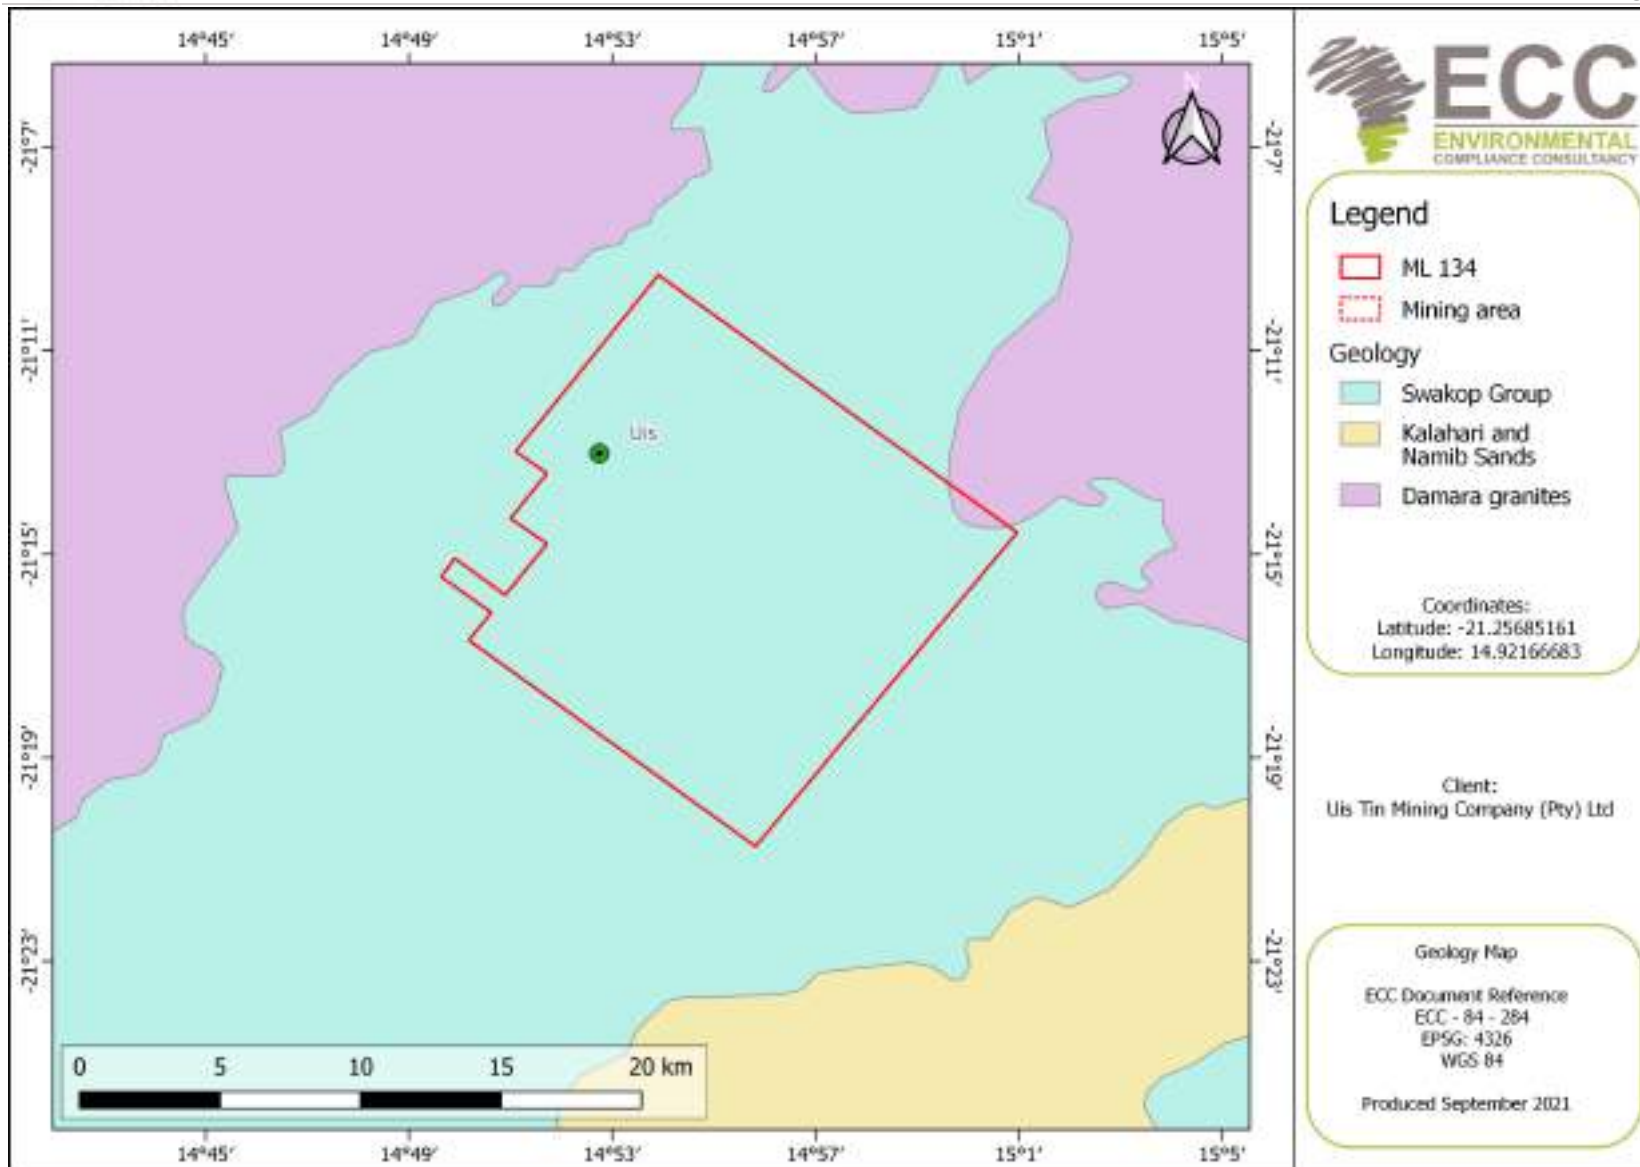 14°45' 14°49' 14°53' 14°57' 15°1' 15°5'
N
-21°7' -21°7'
-21°11' -21°11'
Uis
-21°15' -21°15'
-21°19' -21°19'
-21°23' -21°23'
0 5 10 15 20 km
14°45' 14°49' 14°53' 14°57' 15°1' 15°5'
ECC
ENVIRONMENTAL
COMPLIANCE CONSULTANCY
Legend
ML 134
Mining area
Geology
Swakop Group
Kalahari and
Namib Sands
Damara granites
Coordinates:
Latitude: -21.25685161
Longitude: 14.92166683
Client:
Uis Tin Mining Company (Pty) Ltd
Geology Map
ECC Document Reference
ECC - 84 - 284
EPSG: 4326
WGS 84
Produced September 2021